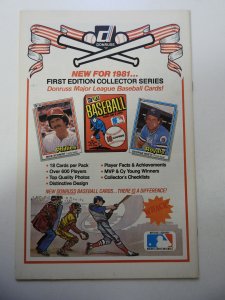 DONRUSS
NEW FOR 1981...
FIRST EDITION COLLECTOR SERIES
Donruss Major League Baseball Cards!
BASEBALL
• 18 Cards per Pack
• Over 600 Players
• Top Quality Photos
• Distinctive Design
• Player Facts & Achievements
• MVP & Cy Young Winners
• Collector's Checklists
NEW DONRUSS BASEBALL CARDS...THERE IS A DIFFERENCE!